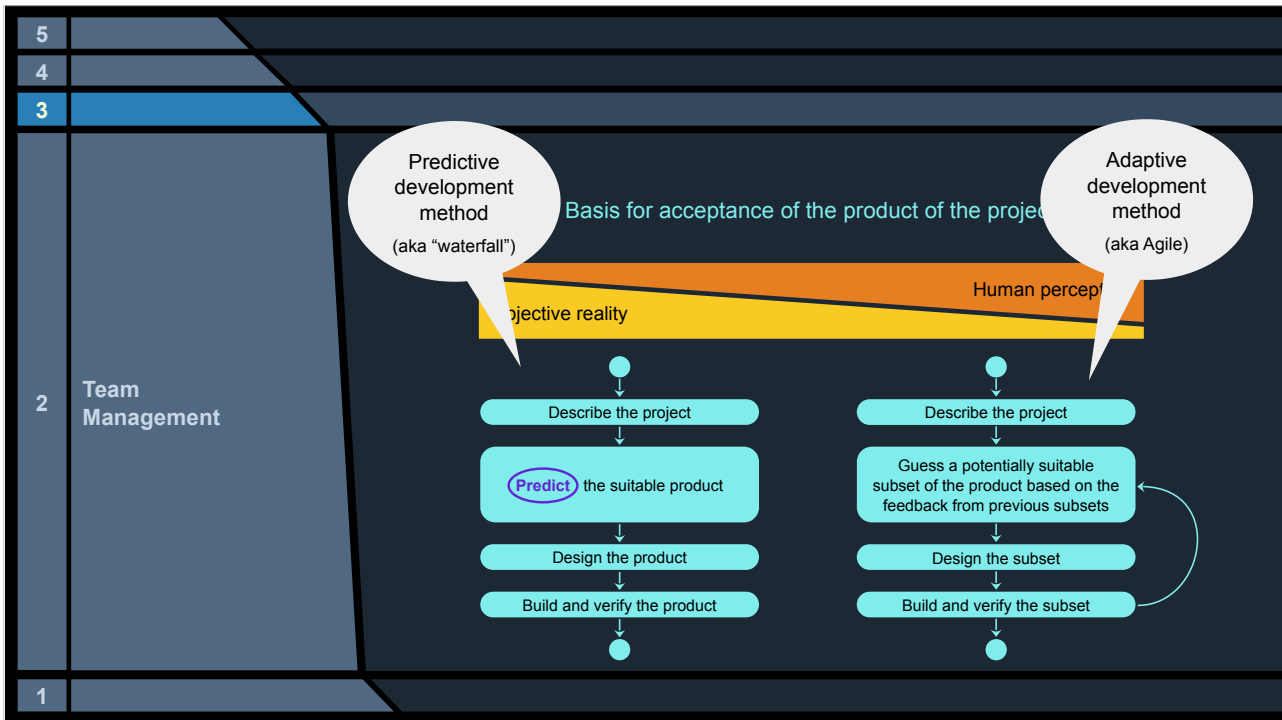 5
4
3
Predictive
development
method
(aka “waterfall”)
Adaptive
development
method
(aka Agile)
Basis for acceptance of the product of the projec
Human percept
ojective reality
2
Team
Management
Describe the project
Predict the suitable product
Design the product
Build and verify the product
Describe the project
Guess a potentially suitable
subset of the product based on the
feedback from previous subsets
Design the subset
Build and verify the subset
1